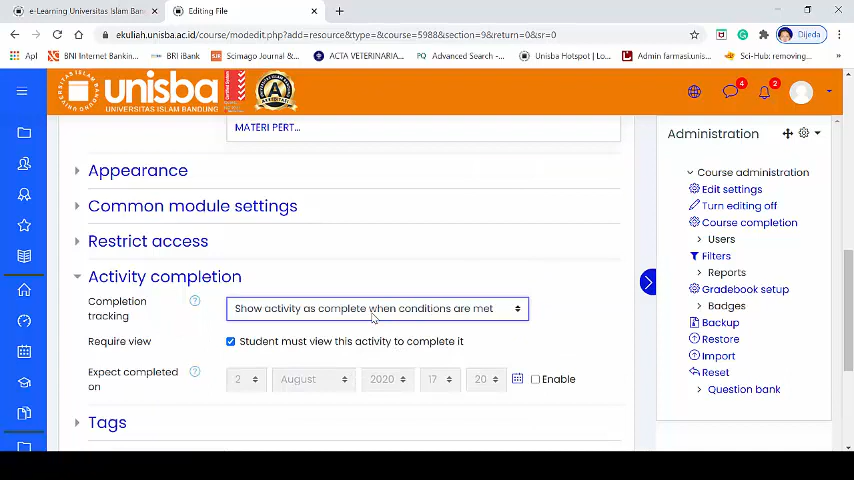 e-Learning Universitas Islam Ban
Editing File
ekuliah.unisba.ac.id/course/modedit.php?add=resource&type=&course=5988&section=9&return=0&sr=0
Dijeda
Apl
BNI Internet Bankin...
BRI iBank
Scimago Journal &...
ACTA VETERINARIA...
Advanced Search -...
Unisba Hotspot | Lo...
Admin farmasi.unis...
Sci-Hub: removing...
unisba
UNIVERSITAS ISLAM BANDUNG
4
2
MATERI PERT...
Appearance
Common module settings
Restrict access
Activity completion
Completion tracking
Show activity as complete when conditions are met
Require view
Student must view this activity to complete it
Expect completed on
2 August 2020 17 20 Enable
Tags
Administration
Course administration
Edit settings
Turn editing off
Course completion
Users
Filters
Reports
Gradebook setup
Badges
Backup
Restore
Import
Reset
Question bank